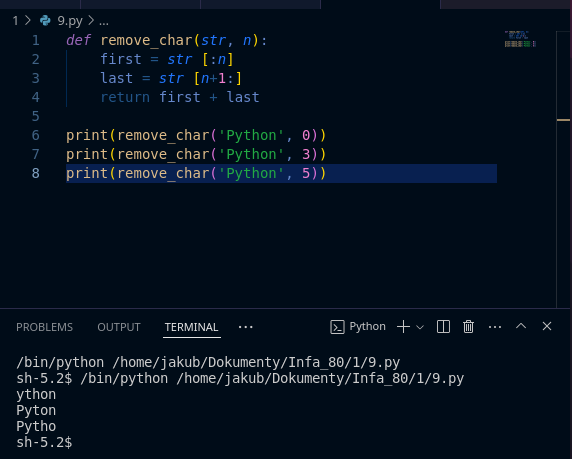 1 > 9.py > ...
1 def remove_char(str, n):
2     first = str [:n]
3     last = str [n+1:]
4     return first + last
5
6 print(remove_char('Python', 0))
7 print(remove_char('Python', 3))
8 print(remove_char('Python', 5))
PROBLEMS OUTPUT TERMINAL ... Python
/bin/python /home/jakub/Dokumenty/Infa_80/1/9.py
sh-5.2$ /bin/python /home/jakub/Dokumenty/Infa_80/1/9.py
ython
Pyton
Pytho
sh-5.2$